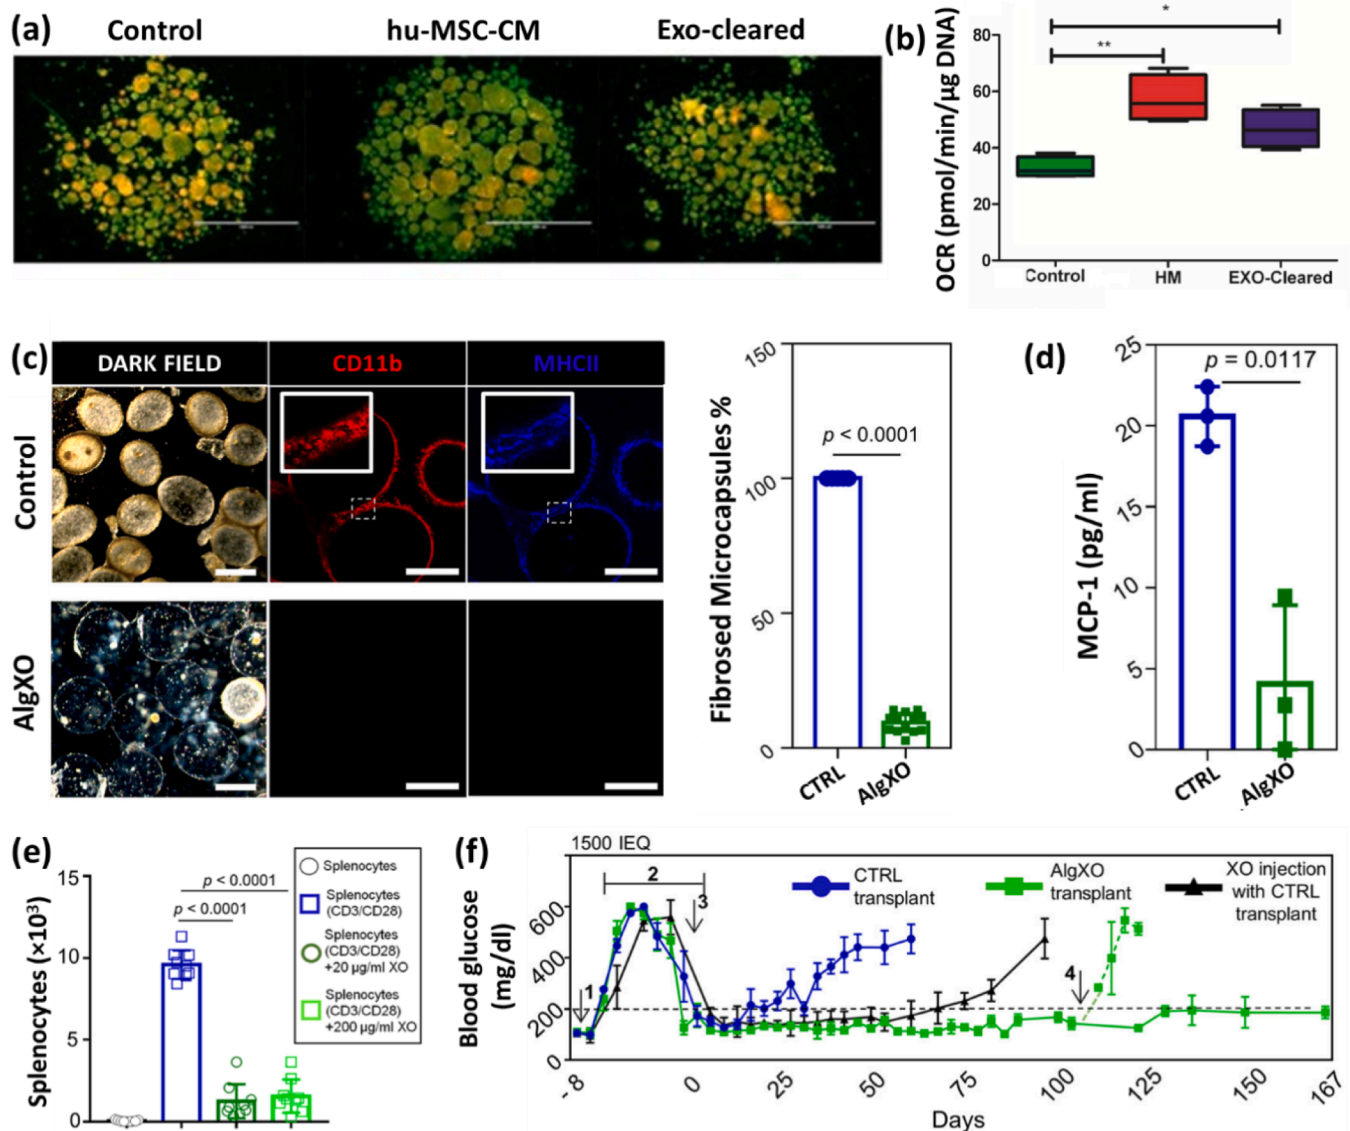 (a)
Control
hu-MSC-CM
Exo-cleared
(b)
OCR (pmol/min/µg DNA)
80
60
40
20
0
*
**
Control
HM
EXO-Cleared
(c)
DARK FIELD
CD11b
MHCII
Control
AlgXO
Fibrosed Microcapsules %
150
100
50
0
p < 0.0001
CTRL
AlgXO
(d)
MCP-1 (pg/ml)
25
20
15
10
5
0
p = 0.0117
CTRL
AlgXO
(e)
Splenocytes (×10³)
15
10
5
0
p < 0.0001
p < 0.0001
Splenocytes
Splenocytes
(CD3/CD28)
Splenocytes
(CD3/CD28)
+20 µg/ml XO
Splenocytes
(CD3/CD28)
+200 µg/ml XO
(f)
1500 IEQ
Blood glucose
(mg/dl)
600
400
200
0
1
2
3
4
CTRL
transplant
AlgXO
transplant
XO injection
with CTRL
transplant
- 8
0
25
50
75
100
125
150
167
Days